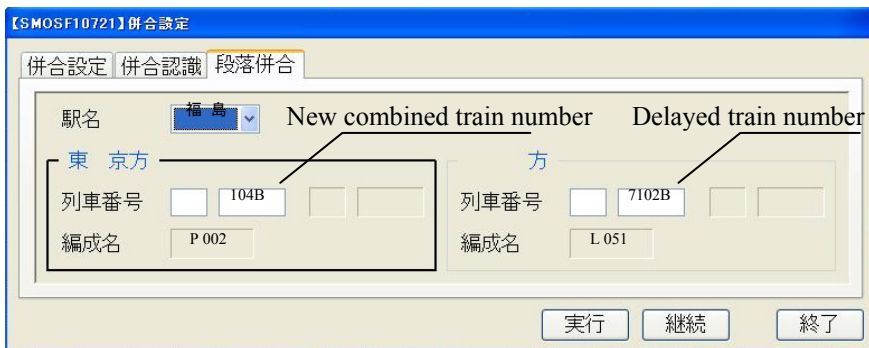 【SMOSF10721】併合設定
併合設定 併合認識 段落併合
駅名 福 島 New combined train number Delayed train number
東 京方 方
列車番号 104B 列車番号 7102B
編成名 P 002 編成名 L 051
実行 継続 終了